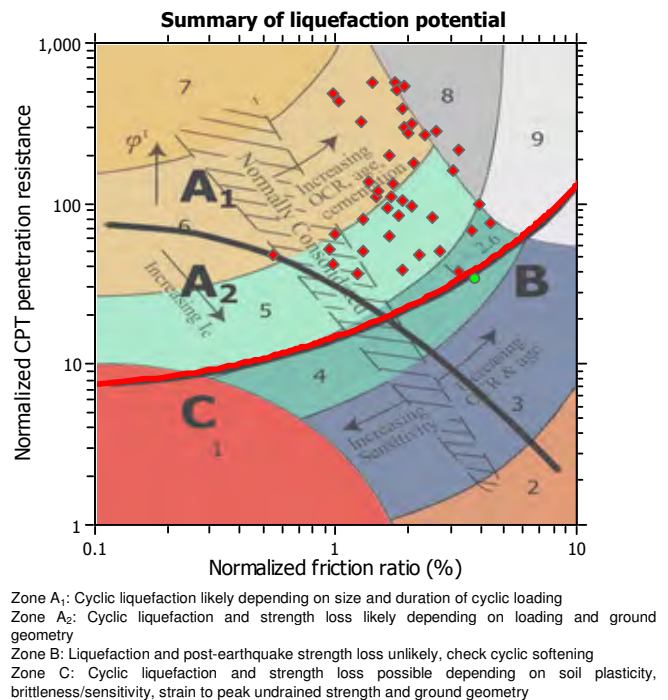 Summary of liquefaction potential
1,000
100
10
1
0.1
1
10
Normalized CPT penetration resistance
Normalized friction ratio (%)
7
8
9
φ'
A1
Increasing
OCR, age,
cementation
Normally Consolidated
6
A2
Increasing Ic
5
2.6
B
4
Increasing
OCR & age
3
C
1
Increasing
Sensitivity
2
Zone A1: Cyclic liquefaction likely depending on size and duration of cyclic loading
Zone A2: Cyclic liquefaction and strength loss likely depending on loading and ground
geometry
Zone B: Liquefaction and post-earthquake strength loss unlikely, check cyclic softening
Zone C: Cyclic liquefaction and strength loss possible depending on soil plasticity,
brittleness/sensitivity, strain to peak undrained strength and ground geometry